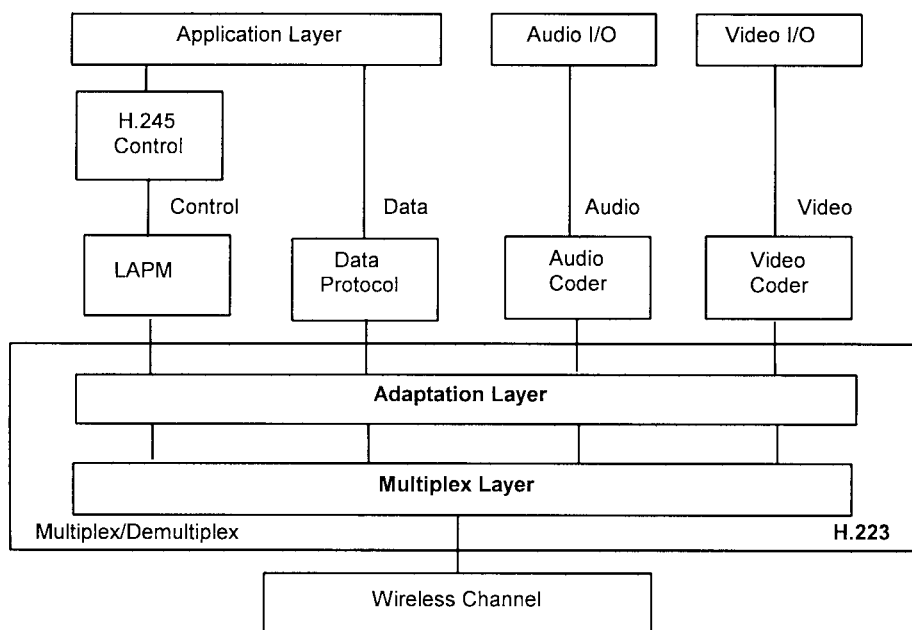 Application Layer
Audio I/O
Video I/O
H.245
Control
Control
Data
Audio
Video
LAPM
Data
Protocol
Audio
Coder
Video
Coder
Adaptation Layer
Multiplex Layer
Multiplex/Demultiplex
H.223
Wireless Channel